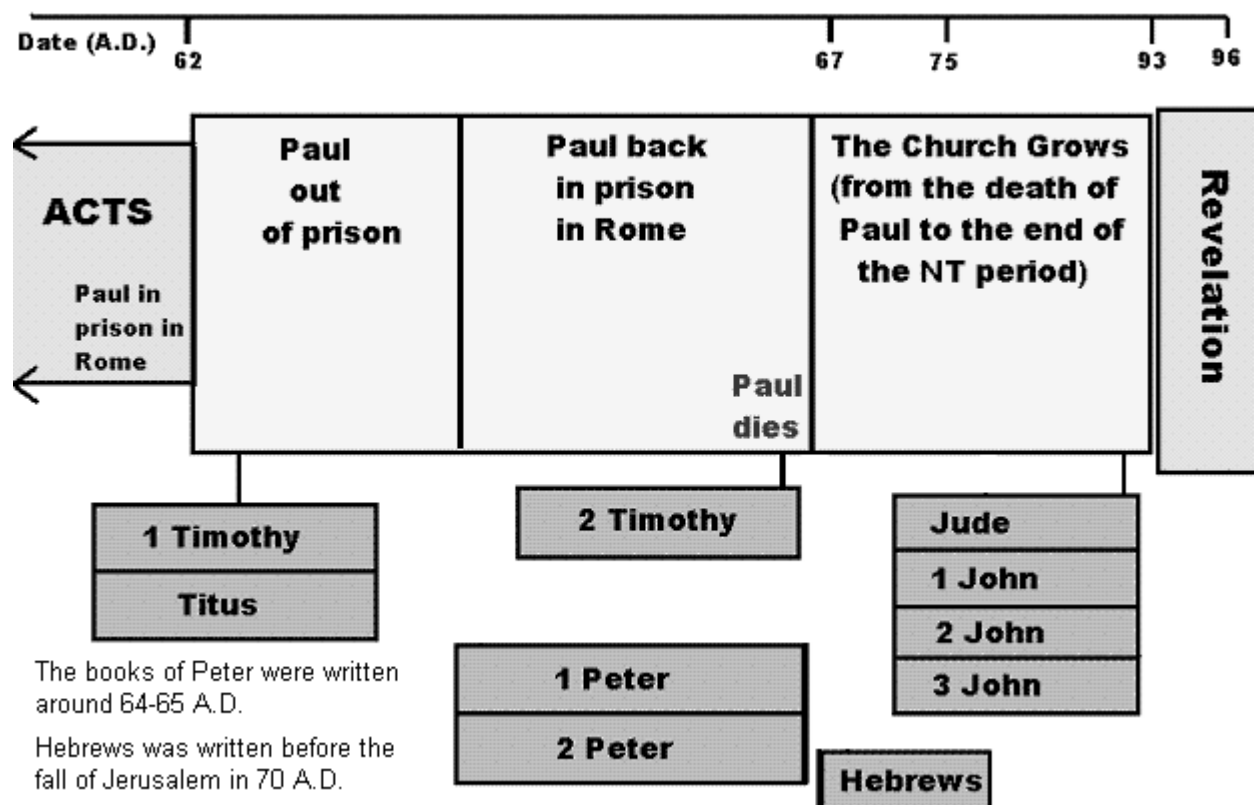 Date (A.D.)
62
67
75
93
96
ACTS
Paul in
prison in
Rome
Paul
out
of prison
Paul back
in prison
in Rome
Paul
dies
The Church Grows
(from the death of
Paul to the end of
the NT period)
Revelation
1 Timothy
Titus
2 Timothy
Jude
1 John
2 John
3 John
1 Peter
2 Peter
Hebrews
The books of Peter were written
around 64-65 A.D.
Hebrews was written before the
fall of Jerusalem in 70 A.D.